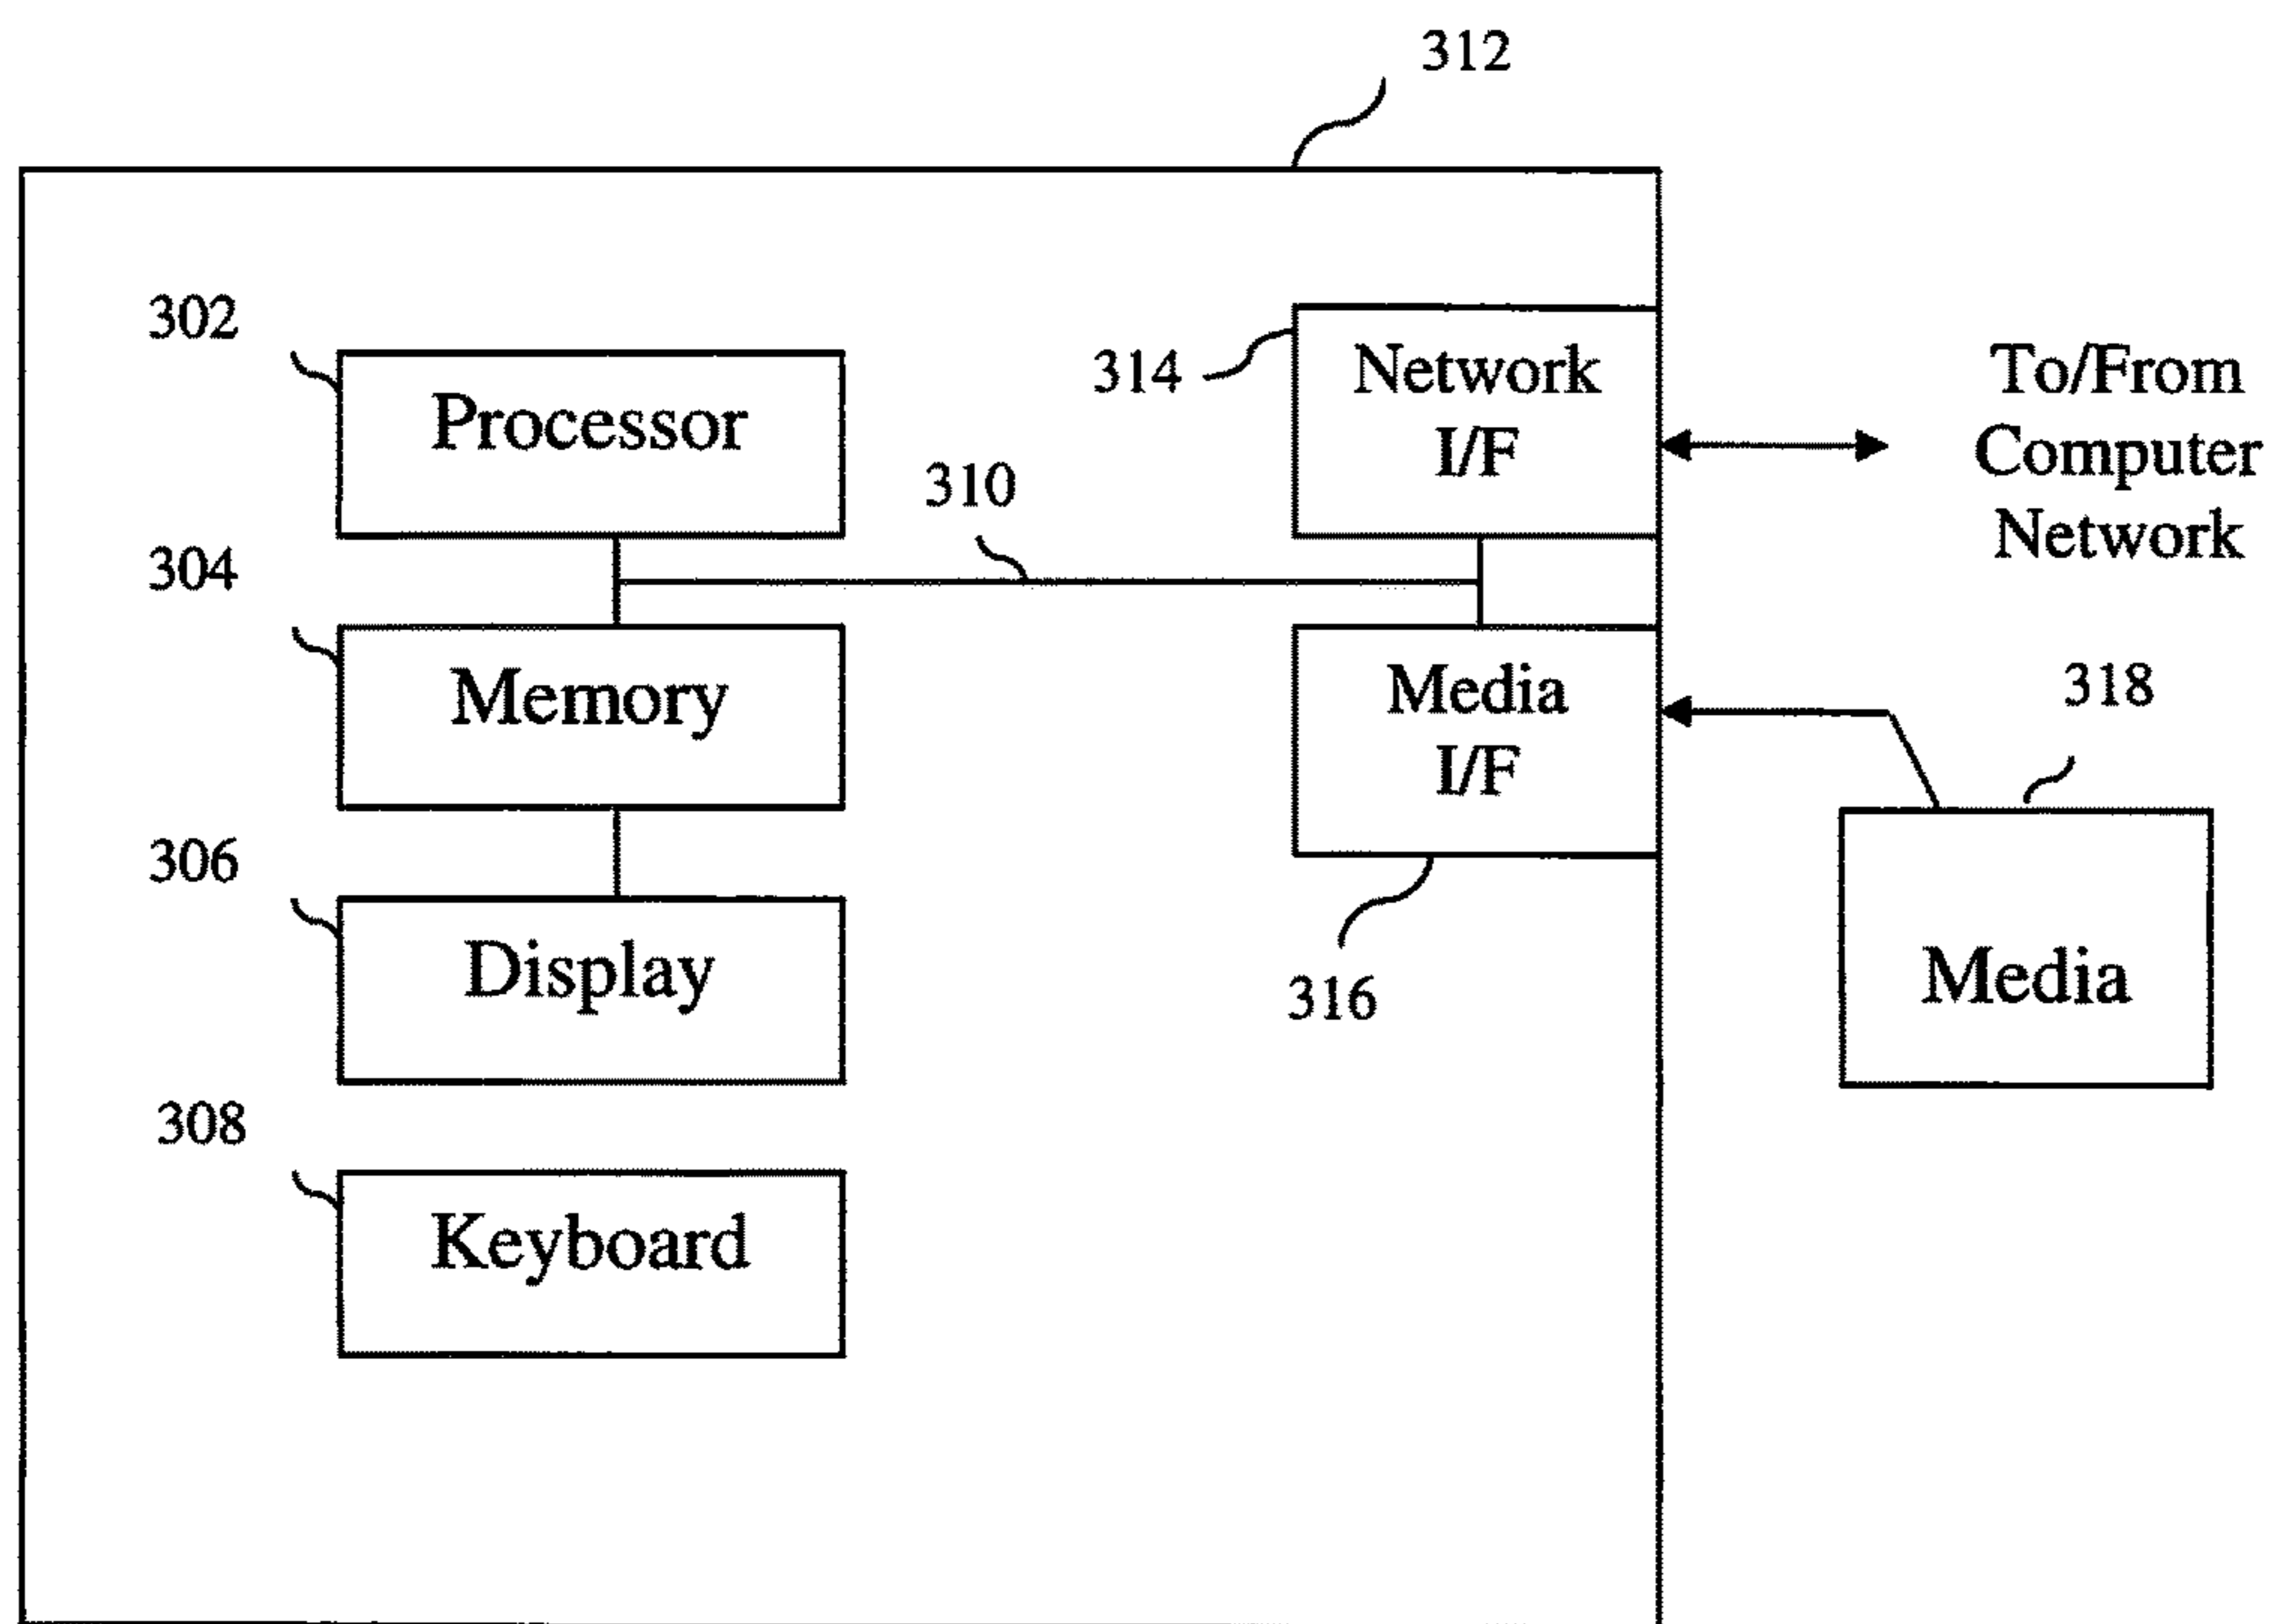 312
302
Processor
314
Network
I/F
To/From
Computer
Network
310
304
Memory
Media
I/F
318
306
Display
316
Media
308
Keyboard